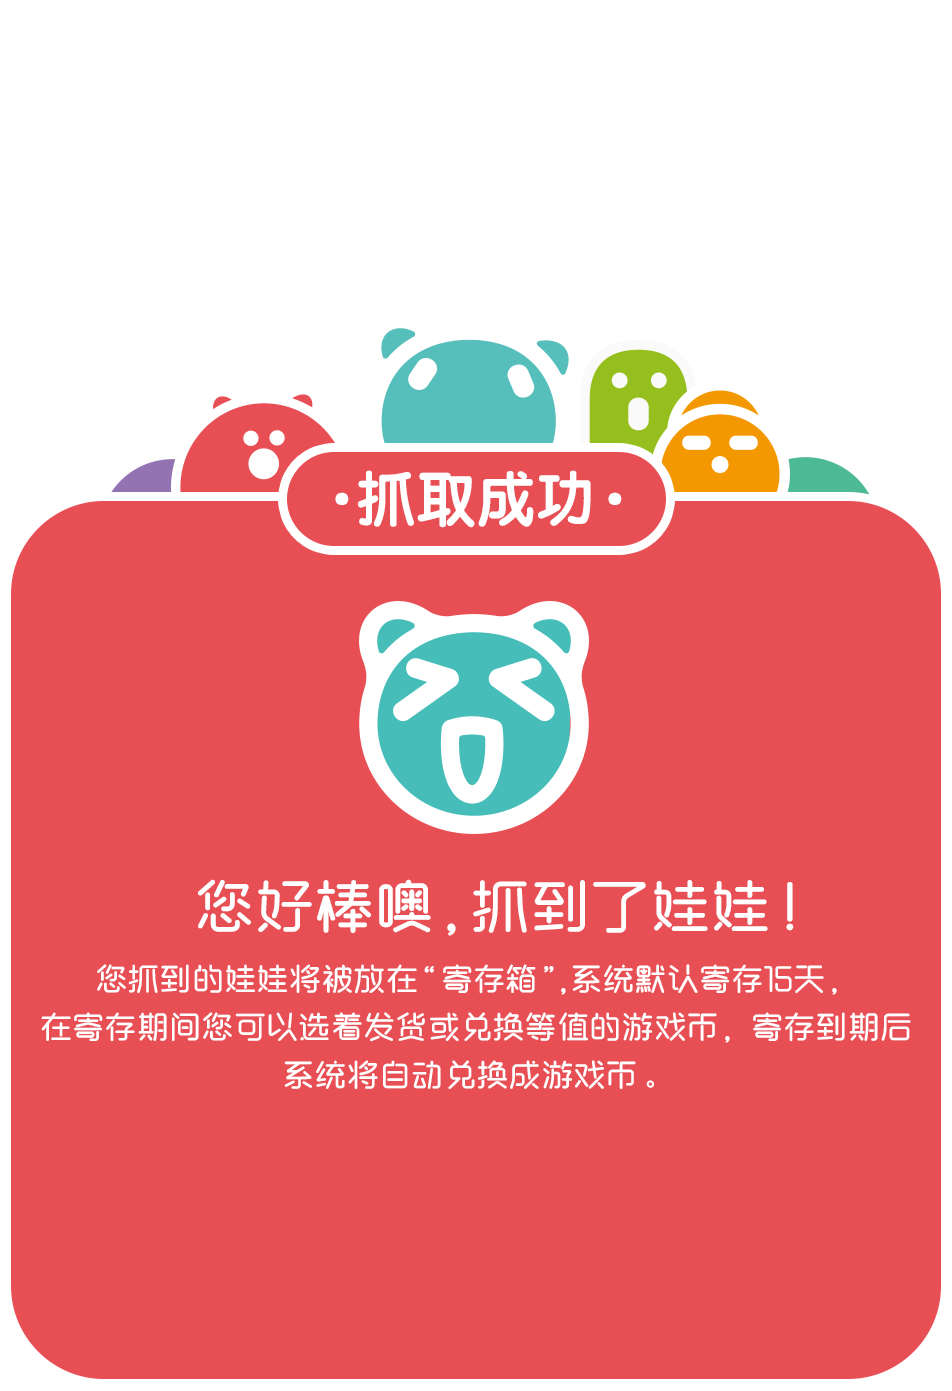 ·抓取成功·
您好棒噢,抓到了娃娃!
您抓到的娃娃将被放在“寄存箱”,系统默认寄存15天,
在寄存期间您可以选着发货或兑换等值的游戏币,寄存到期后
系统将自动兑换成游戏币。